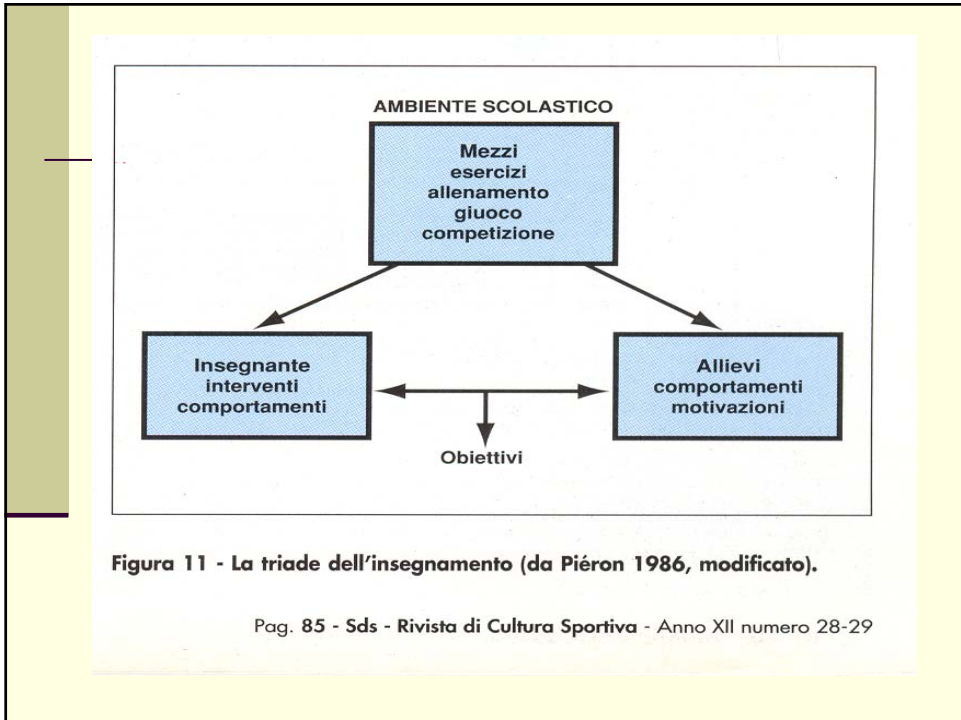 AMBIENTE SCOLASTICO
Mezzi
esercizi
allenamento
giuoco
competizione
Insegnante
interventi
comportamenti
Allievi
comportamenti
motivazioni
Obiettivi
Figura 11 - La triade dell'insegnamento (da Piéron 1986, modificato).
Pag. 85 - Sds - Rivista di Cultura Sportiva - Anno XII numero 28-29